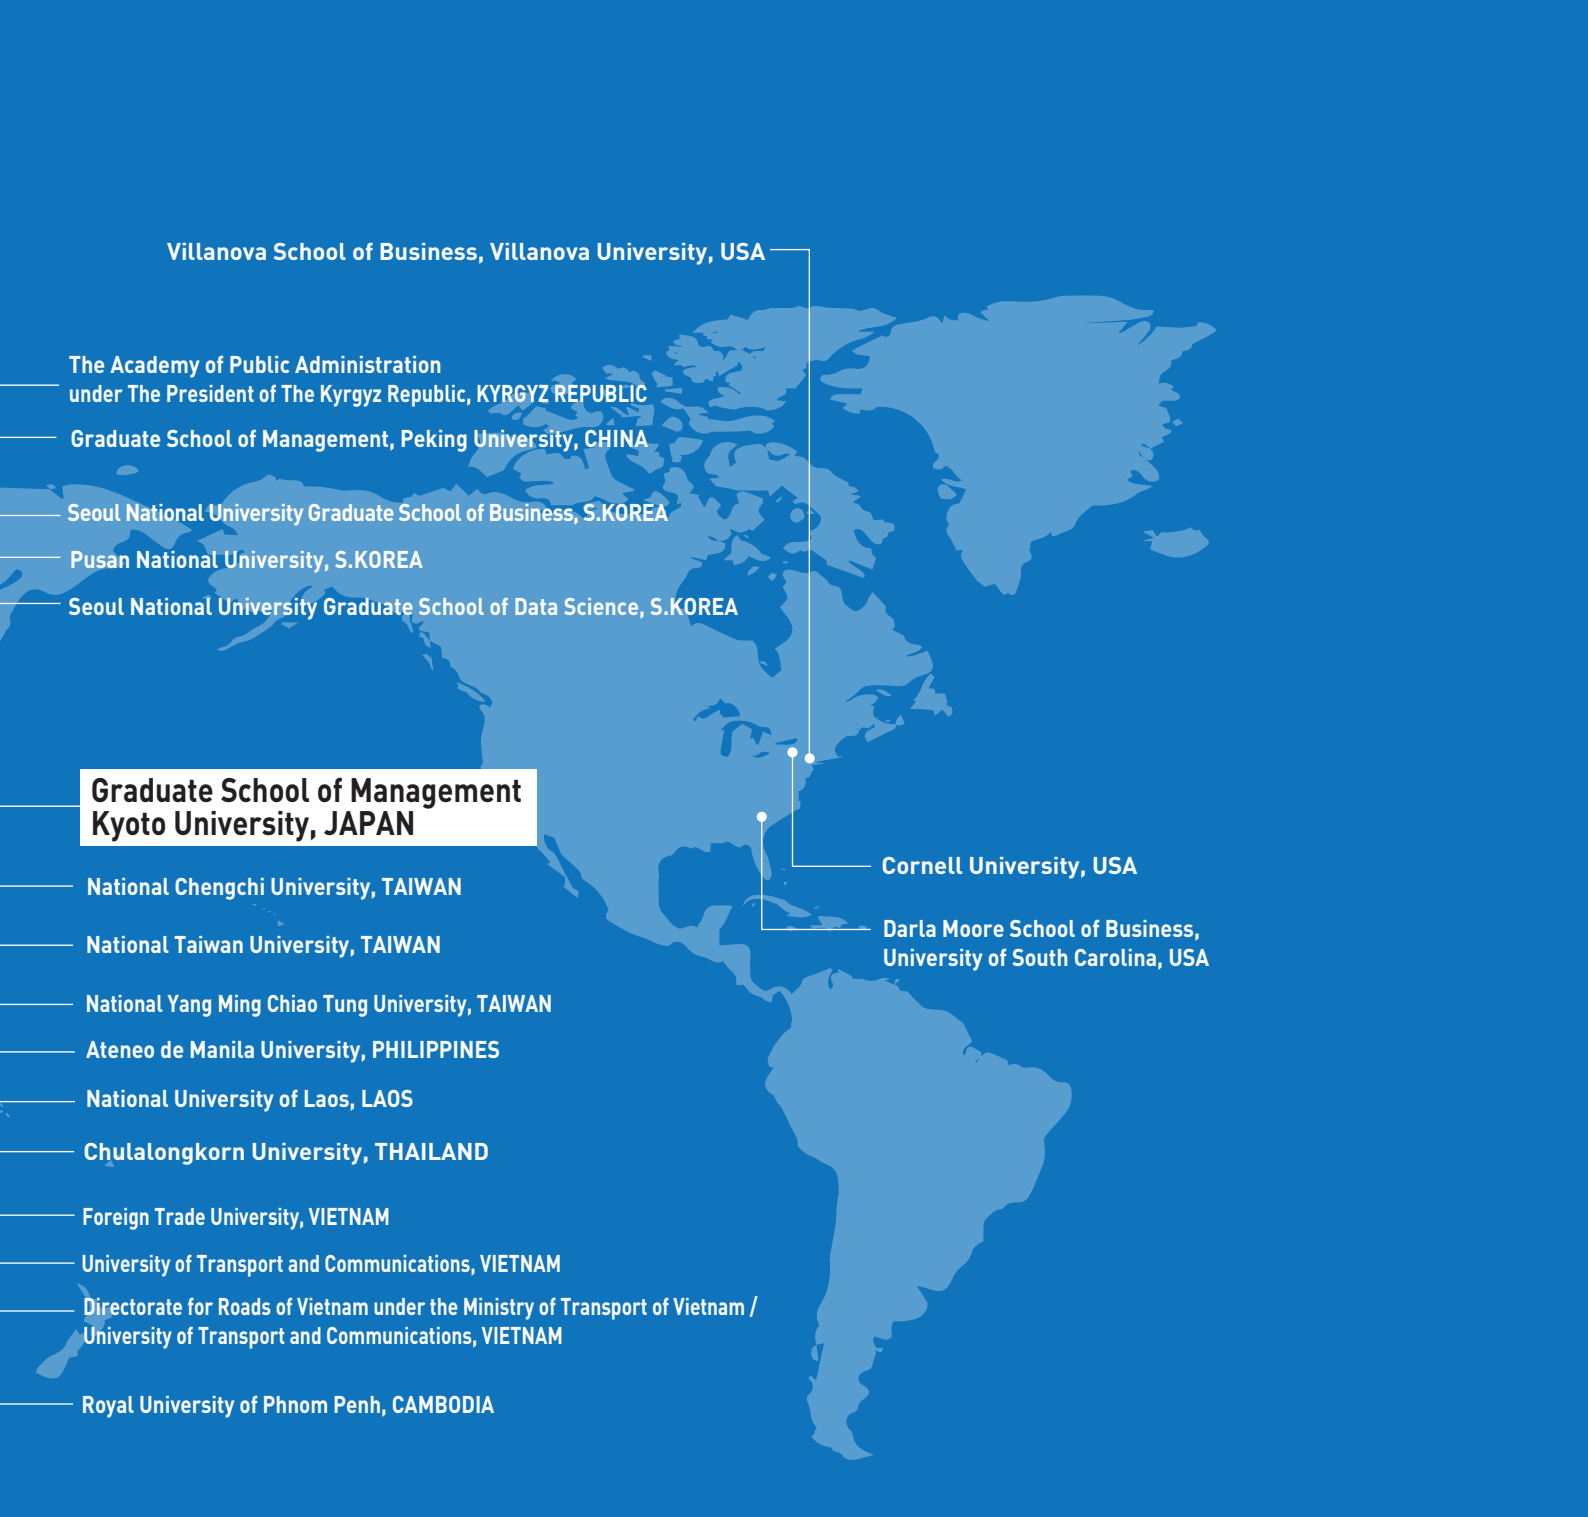 Villanova School of Business, Villanova University, USA
The Academy of Public Administration
under The President of The Kyrgyz Republic, KYRGYZ REPUBLIC
Graduate School of Management, Peking University, CHINA
Seoul National University Graduate School of Business, S.KOREA
Pusan National University, S.KOREA
Seoul National University Graduate School of Data Science, S.KOREA
Graduate School of Management
Kyoto University, JAPAN
National Chengchi University, TAIWAN
National Taiwan University, TAIWAN
National Yang Ming Chiao Tung University, TAIWAN
Ateneo de Manila University, PHILIPPINES
National University of Laos, LAOS
Chulalongkorn University, THAILAND
Foreign Trade University, VIETNAM
University of Transport and Communications, VIETNAM
Directorate for Roads of Vietnam under the Ministry of Transport of Vietnam /
University of Transport and Communications, VIETNAM
Royal University of Phnom Penh, CAMBODIA
Cornell University, USA
Darla Moore School of Business,
University of South Carolina, USA